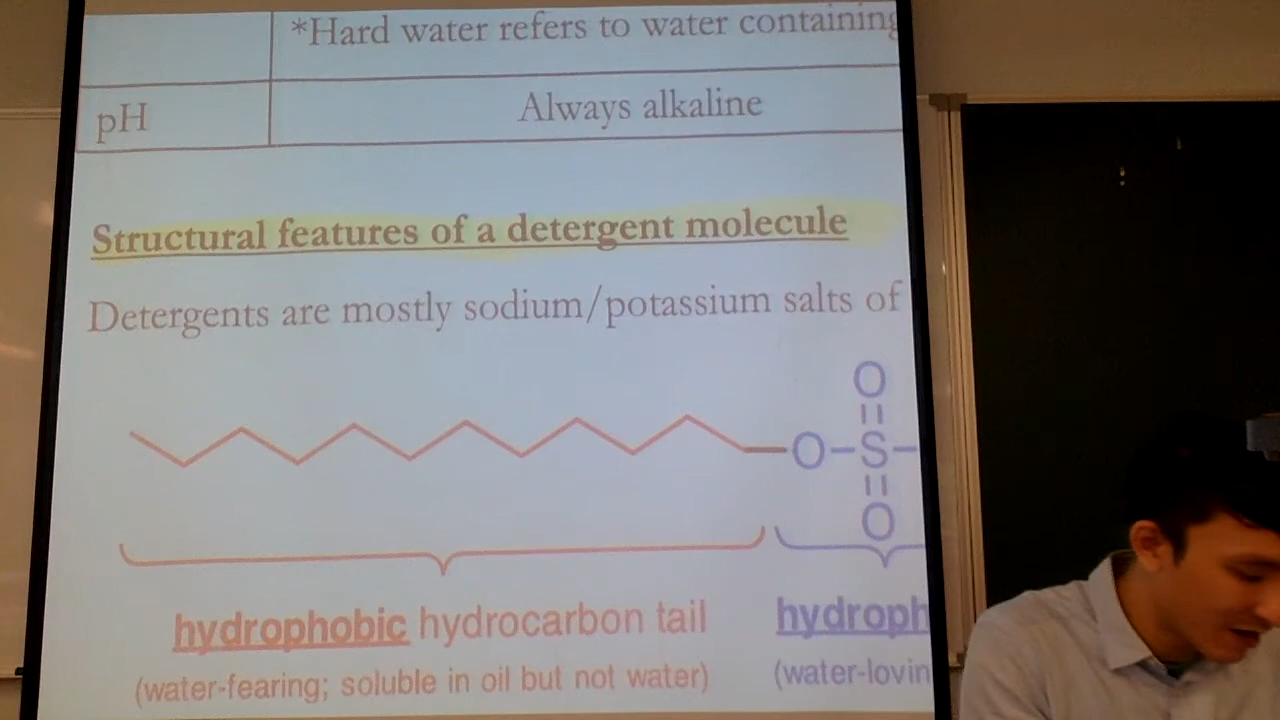 *Hard water refers to water containing
pH
Always alkaline
Structural features of a detergent molecule
Detergents are mostly sodium/potassium salts of
O
O–S–
O
hydrophobic hydrocarbon tail
hydroph
(water-fearing; soluble in oil but not water)
(water-lovin